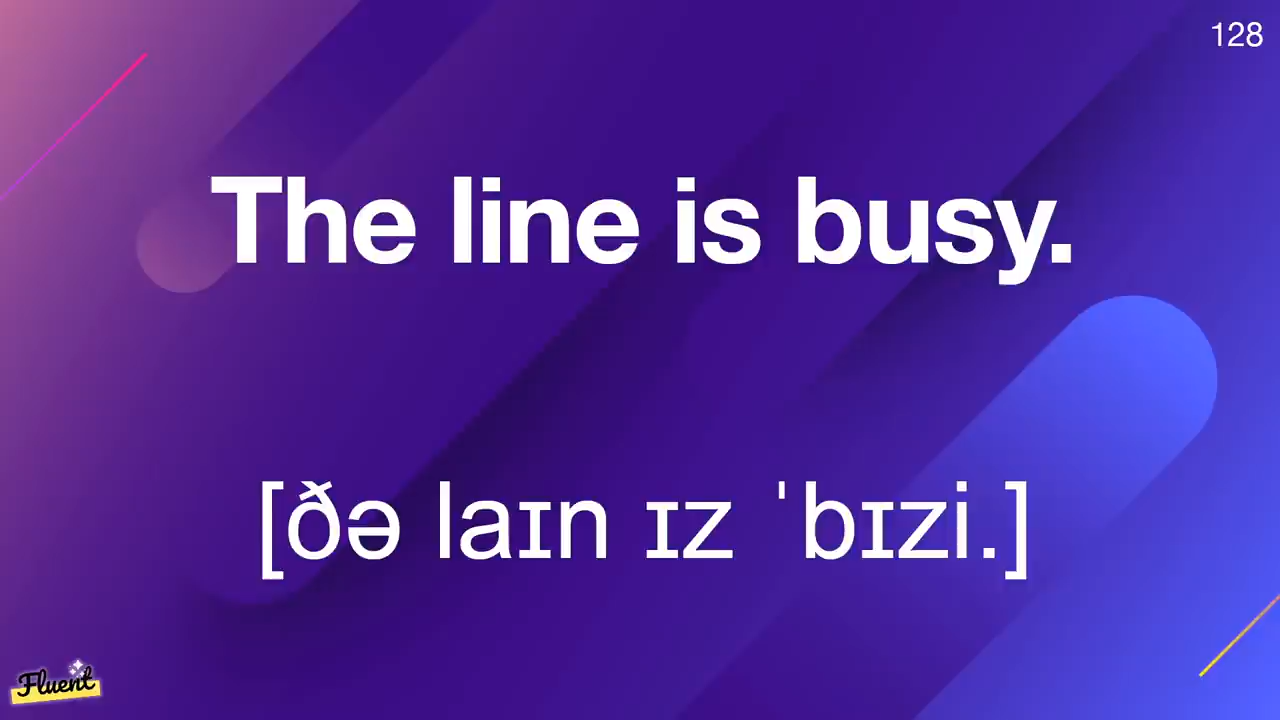 128
The line is busy.
[ðə laɪn ɪz ˈbɪzi.]
Fluent